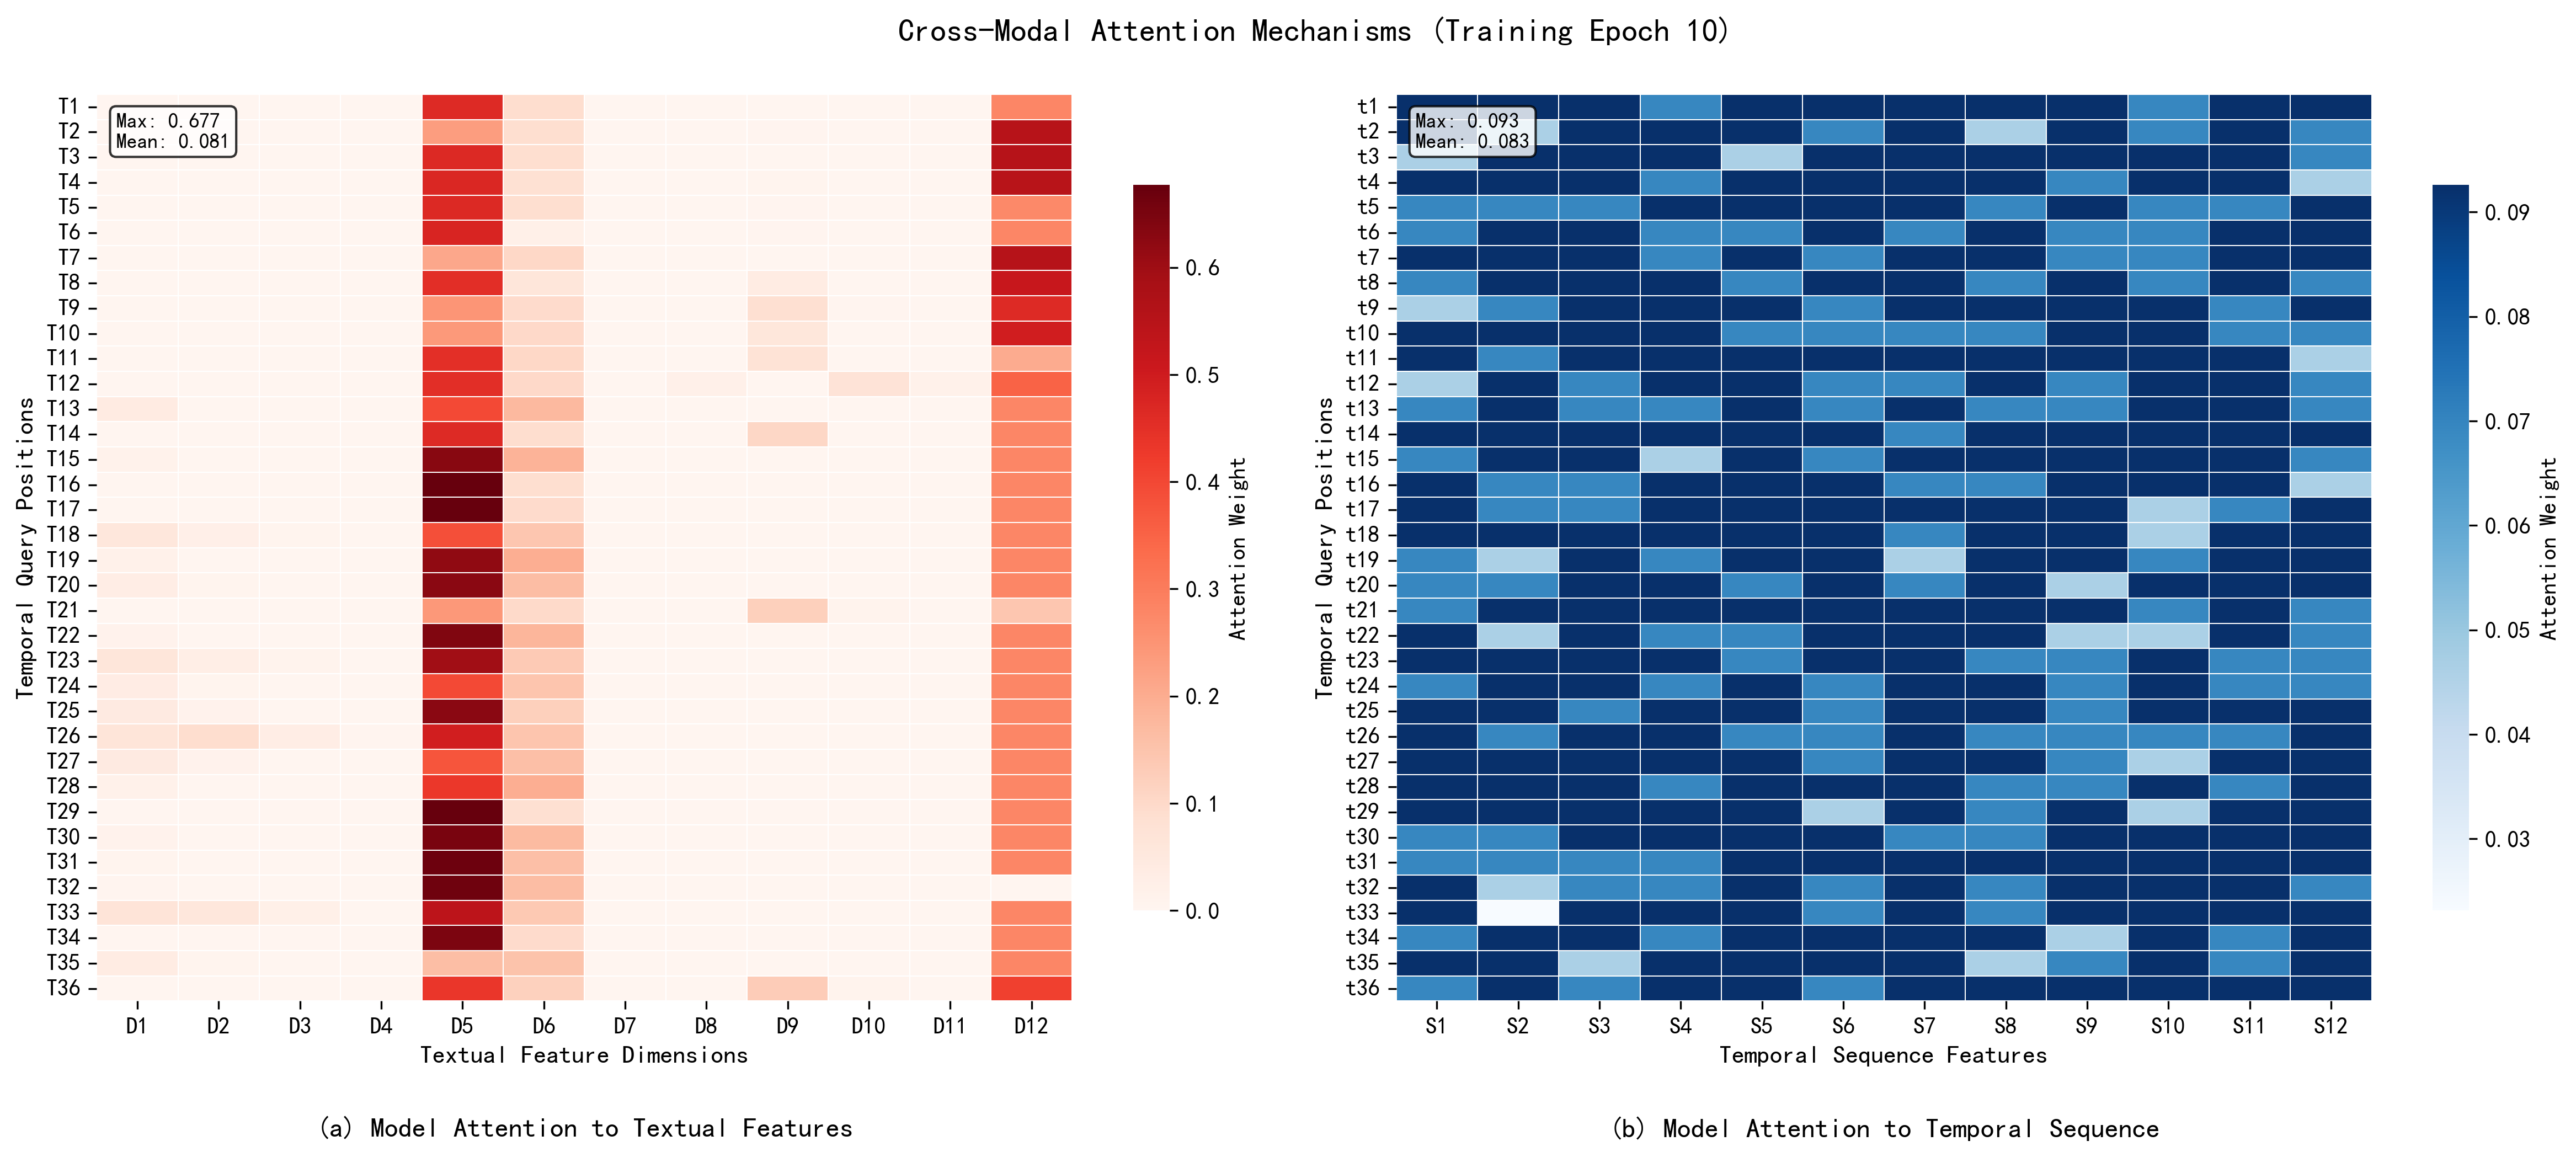 Cross-Modal Attention Mechanisms (Training Epoch 10)
Max: 0.677
Mean: 0.081
Temporal Query Positions
T1
T2
T3
T4
T5
T6
T7
T8
T9
T10
T11
T12
T13
T14
T15
T16
T17
T18
T19
T20
T21
T22
T23
T24
T25
T26
T27
T28
T29
T30
T31
T32
T33
T34
T35
T36
D1 D2 D3 D4 D5 D6 D7 D8 D9 D10 D11 D12
Textual Feature Dimensions
0.6
0.5
0.4
0.3
0.2
0.1
0.0
Attention Weight
(a) Model Attention to Textual Features
Max: 0.093
Mean: 0.083
Temporal Query Positions
t1
t2
t3
t4
t5
t6
t7
t8
t9
t10
t11
t12
t13
t14
t15
t16
t17
t18
t19
t20
t21
t22
t23
t24
t25
t26
t27
t28
t29
t30
t31
t32
t33
t34
t35
t36
S1 S2 S3 S4 S5 S6 S7 S8 S9 S10 S11 S12
Temporal Sequence Features
0.09
0.08
0.07
0.06
0.05
0.04
0.03
Attention Weight
(b) Model Attention to Temporal Sequence